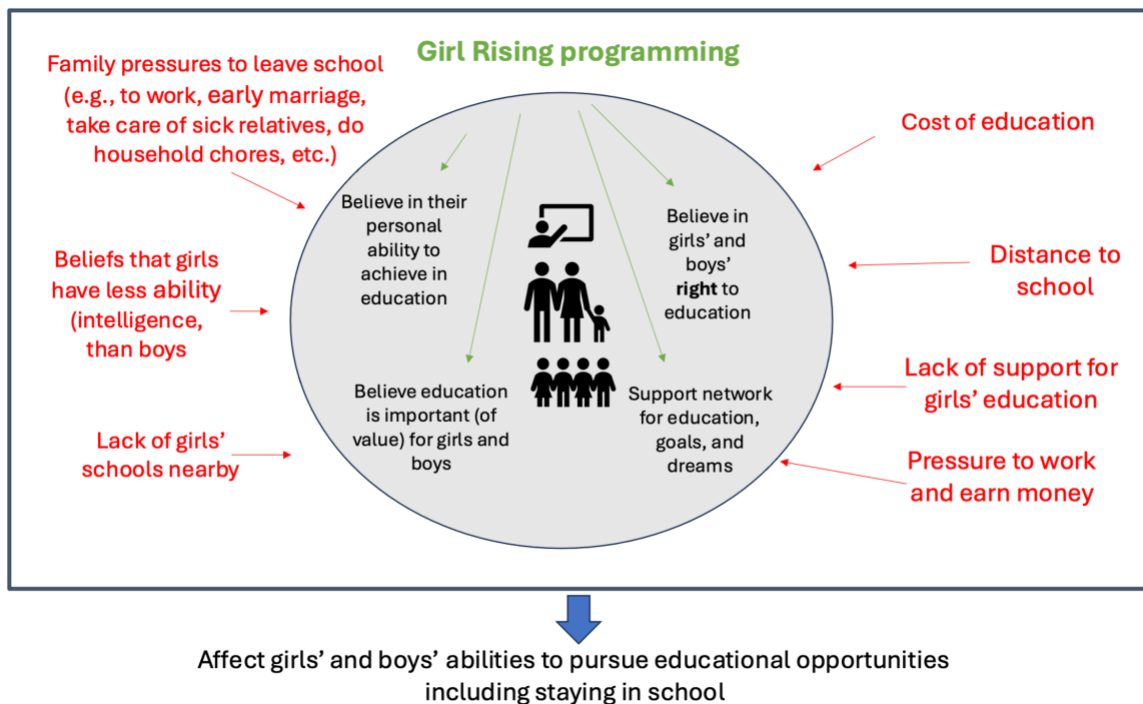 Girl Rising programming
Family pressures to leave school
(e.g., to work, early marriage,
take care of sick relatives, do
household chores, etc.)
Beliefs that girls
have less ability
(intelligence,
than boys
Lack of girls'
schools nearby
Believe in their
personal
ability to
achieve in
education
Believe in
girls' and
boys'
right to
education
Believe education
is important (of
value) for girls and
boys
Support network
for education,
goals, and
dreams
Cost of education
Distance to
school
Lack of support for
girls' education
Pressure to work
and earn money
Affect girls' and boys' abilities to pursue educational opportunities
including staying in school